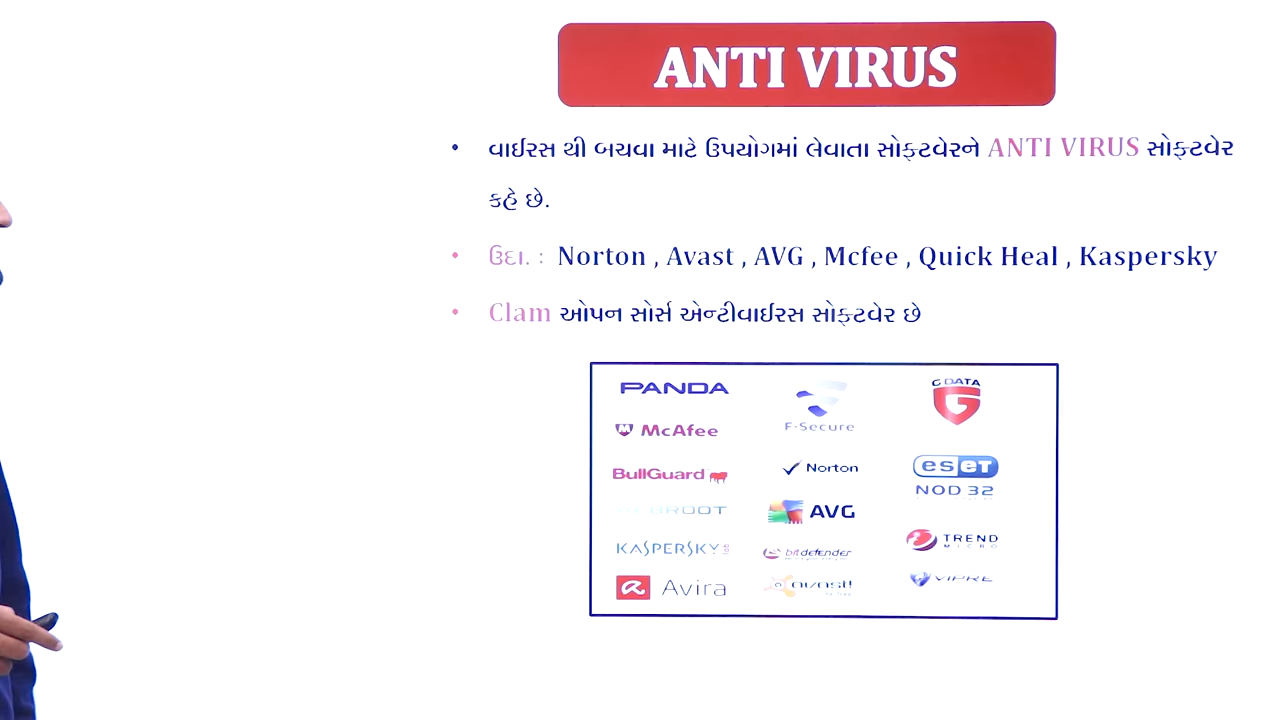 ANTI VIRUS
• વાઈરસ થી બચવા માટે ઉપયોગમાં લેવાતા સોફ્ટવેરને ANTI VIRUS સોફ્ટવેર
કહે છે.
• ઉદા. : Norton , Avast , AVG , Mcfee , Quick Heal , Kaspersky
• Clam ઓપન સોર્સ એન્ટીવાઈરસ સોફ્ટવેર છે
PANDA
McAfee
BullGuard
KASPERSKY
Avira
F-Secure
Norton
AVG
bitdefender
avast!
G DATA
eset
NOD 32
TREND
MICRO
VIPRE